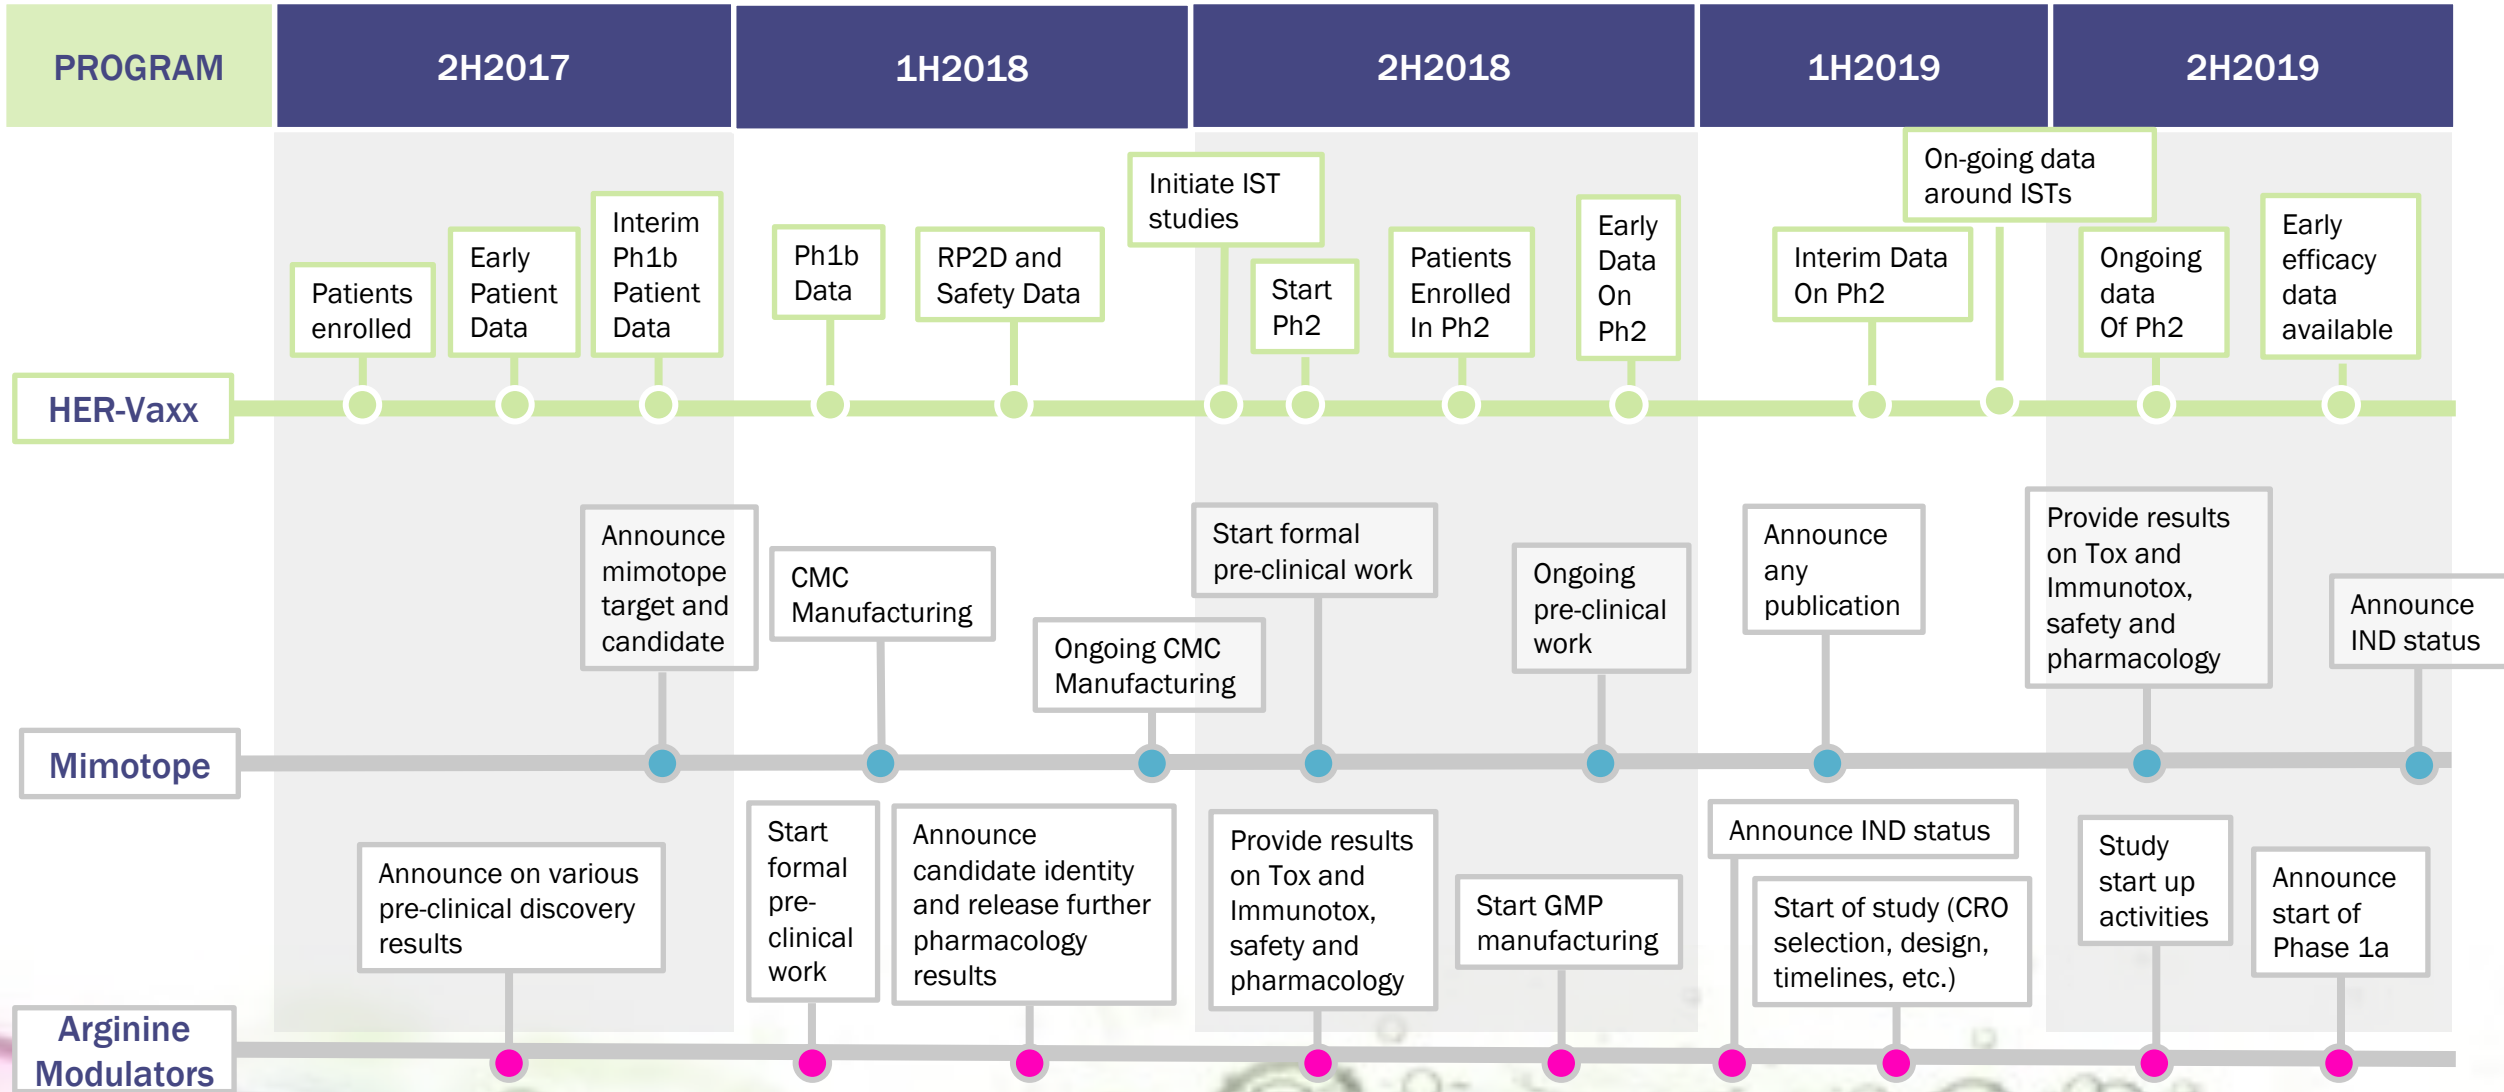 PROGRAM
2H2017
1H2018
2H2018
1H2019
2H2019
HER-Vaxx
Patients
enrolled
Early
Patient
Data
Interim
Ph1b
Patient
Data
Ph1b
Data
RP2D and
Safety Data
Initiate IST
studies
Start
Ph2
Patients
Enrolled
In Ph2
Early
Data
On
Ph2
Interim Data
On Ph2
On-going data
around ISTs
Ongoing
data
Of Ph2
Early
efficacy
data
available
Mimotope
Announce
mimotope
target and
candidate
CMC
Manufacturing
Ongoing CMC
Manufacturing
Start formal
pre-clinical work
Ongoing
pre-clinical
work
Announce
any
publication
Provide results
on Tox and
Immunotox,
safety and
pharmacology
Announce
IND status
Arginine
Modulators
Announce on various
pre-clinical discovery
results
Start
formal
pre-
clinical
work
Announce
candidate identity
and release further
pharmacology
results
Provide results
on Tox and
Immunotox,
safety and
pharmacology
Start GMP
manufacturing
Announce IND status
Start of study (CRO
selection, design,
timelines, etc.)
Study
start up
activities
Announce
start of
Phase 1a